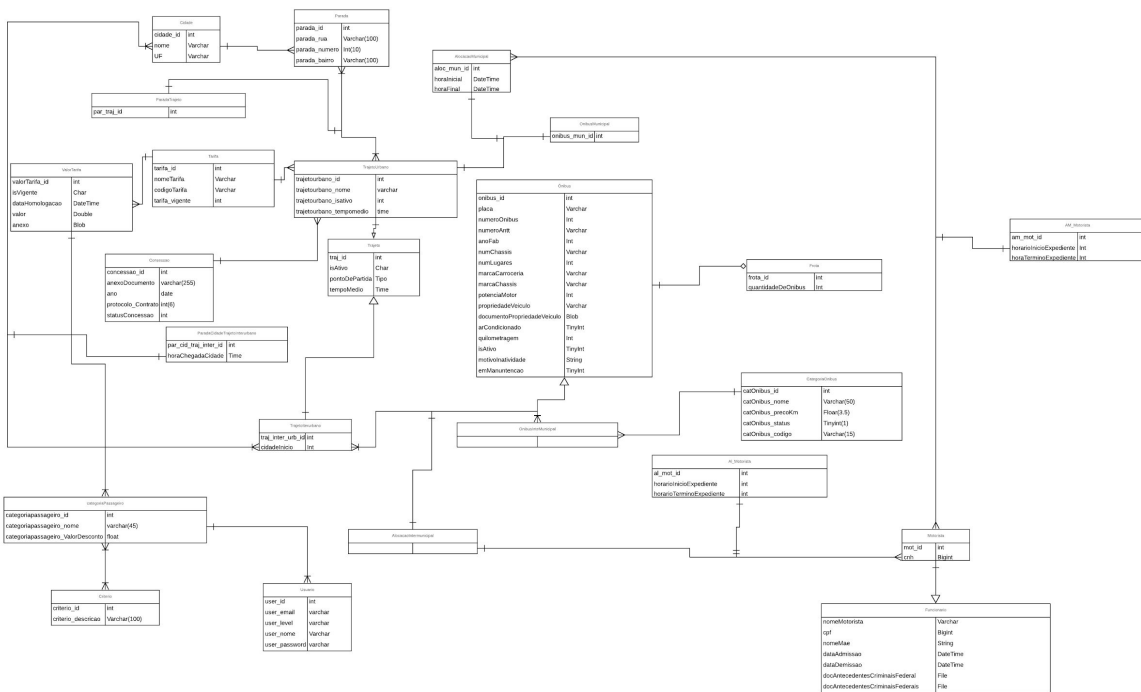 Cidade
cidade_id int
nome Varchar
UF Varchar
Parada
parada_id int
parada_rua Varchar(100)
parada_numero Int(10)
parada_bairro Varchar(100)
AlocacaoMunicipal
aloc_mun_id int
horaInicial DateTime
horaFinal DateTime
ParadaTrajeto
par_traj_id int
OnibusMunicipal
onibus_mun_id int
ValorTarifa
valorTarifa_id int
isVigente Char
dataHomologacao DateTime
valor Double
anexo Blob
Tarifa
tarifa_id int
nomeTarifa Varchar
codigoTarifa Varchar
tarifa_vigente int
TrajetoUrbano
trajetourbano_id int
trajetourbano_nome varchar
trajetourbano_isativo int
trajetourbano_tempomedio time
Ônibus
onibus_id int
placa Varchar
numeroOnibus Int
numeroAntt Int
anoFab Int
numChassis Varchar
numLugares Int
marcaCarroceria Varchar
marcaChassis Varchar
potenciaMotor Int
propriedadeVeiculo Varchar
documentoPropriedadeVeiculo Blob
arCondicionado TinyInt
quilometragem Int
isAtivo TinyInt
motivoInatividade String
emManuntencao TinyInt
AM_Motorista
am_mot_id int
horarioInicioExpediente Int
horaTerminoExpediente Int
Trajeto
traj_id int
isAtivo Char
pontoDePartida Tipo
tempoMedio Time
Concessao
concessao_id int
anexoDocumento varchar(255)
ano date
protocolo_Contrato int(6)
statusConcessao int
Frota
frota_id int
quantidadeDeOnibus Int
ParadaCidadeTrajetoInterurbano
par_cid_traj_inter_id int
horaChegadaCidade Time
CategoriaOnibus
catOnibus_id int
catOnibus_nome Varchar(50)
catOnibus_precoKm Float(3.5)
catOnibus_status Tinyint(1)
catOnibus_codigo Varchar(15)
TrajetoInterurbano
traj_inter_urb_id Int
cidadeInicio Int
OnibusInterMunicipal
AI_Motorista
al_mot_id int
horarioInicioExpediente int
horarioTerminoExpediente int
categoriaPassageiro
categoriapassageiro_id int
categoriapassageiro_nome varchar(45)
categoriapassageiro_ValorDesconto float
AlocacaoIntermunicipal
Motorista
mot_id int
cnh Bigint
Criterio
criterio_id int
criterio_descricao Varchar(100)
Usuario
user_id int
user_email varchar
user_level varchar
user_nome Varchar
user_password varchar
Funcionario
nomeMotorista Varchar
cpf Bigint
nomeMae String
dataAdmissao DateTime
dataDemissao DateTime
docAntecedentesCriminaisFederal File
docAntecedentesCriminaisFederais File